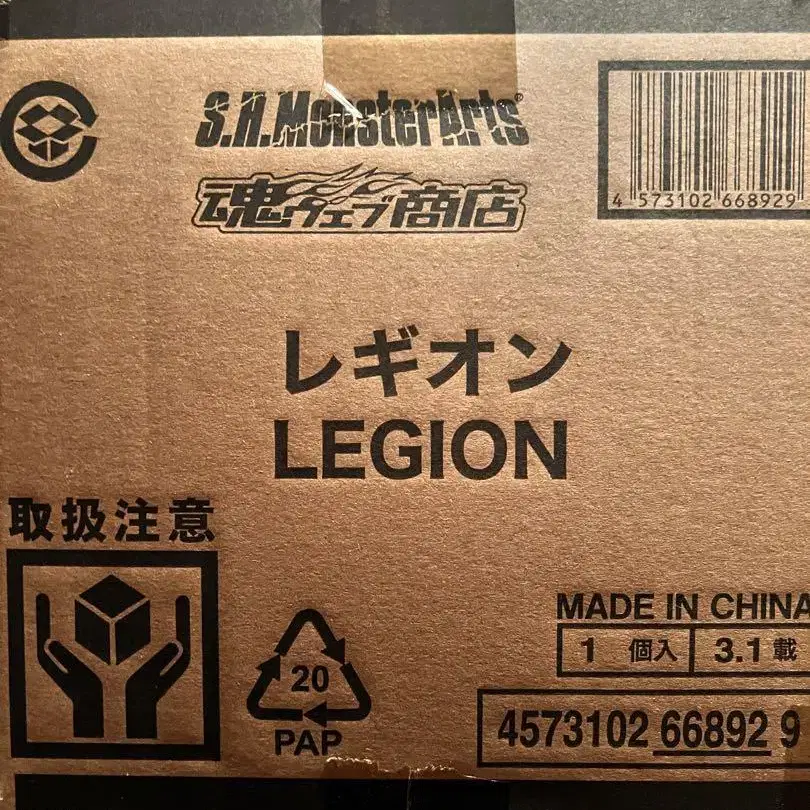 S.H.MonsterArts®
魂ウェブ商店
4 573102 668929
レギオン
LEGION
取扱注意
20
PAP
MADE IN CHINA
1 個入 3.1 載
4573102 66892 9